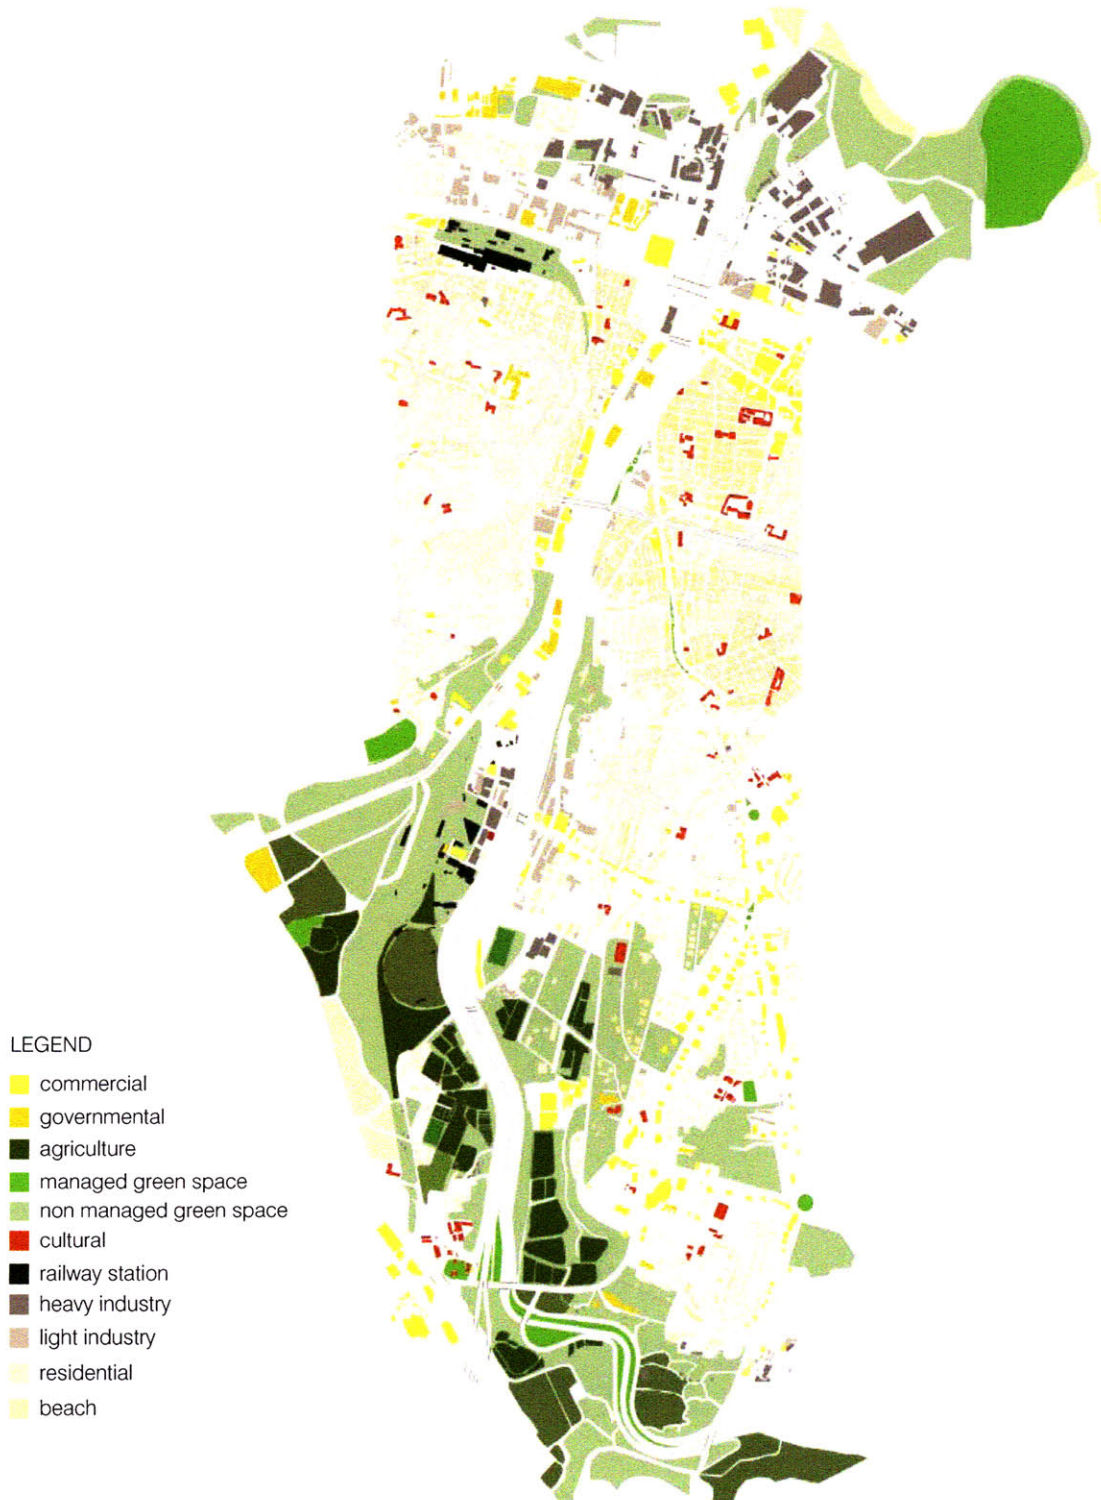 LEGEND
commercial
governmental
agriculture
managed green space
non managed green space
cultural
railway station
heavy industry
light industry
residential
beach